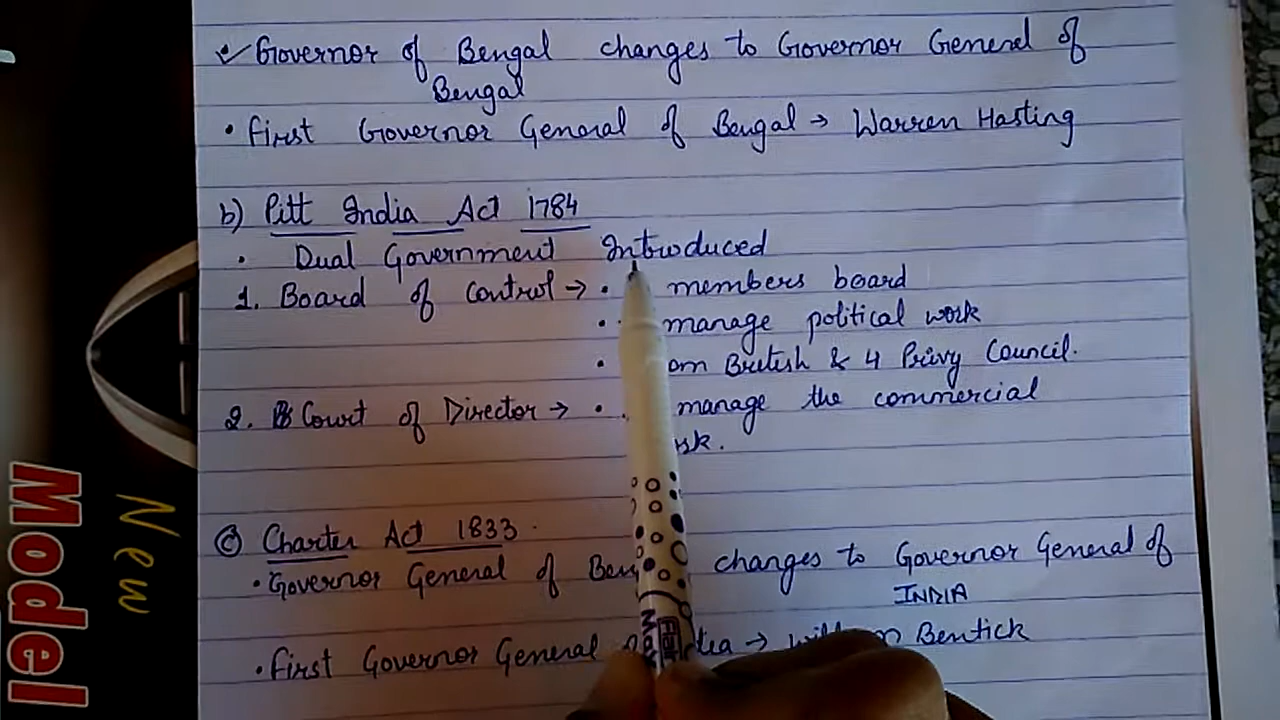 Governor of Bengal changes to Governor General of
Bengal
• First Governor General of Bengal → Warren Hasting
b) Pitt India Act 1784
• Dual Government Introduced
1. Board of Control → • members board
• manage political work
• British & 4 Privy Council.
2. Court of Director → • manage the commercial
c) Charter Act 1833
• Governor General of changes to Governor General of
INDIA
• First Governor General → Bentick
New
Model